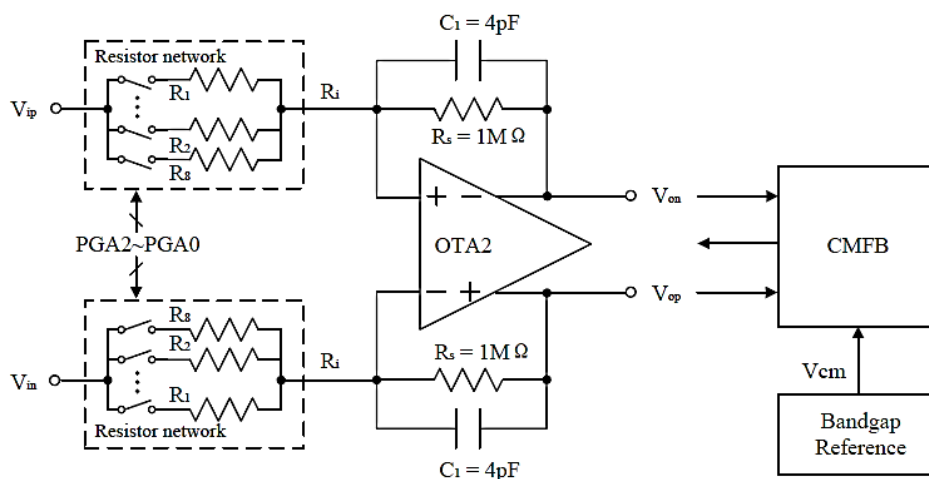 C₁ = 4pF
Resistor network
R₁
R₂
R₈
Vᵢₚ
Rᵢ
Rₛ = 1M Ω
+ −
OTA2
− +
Vₒₙ
Vₒₚ
CMFB
PGA2~PGA0
Vcm
Bandgap
Reference
R₈
R₂
R₁
Resistor network
Vᵢₙ
Rᵢ
Rₛ = 1M Ω
C₁ = 4pF